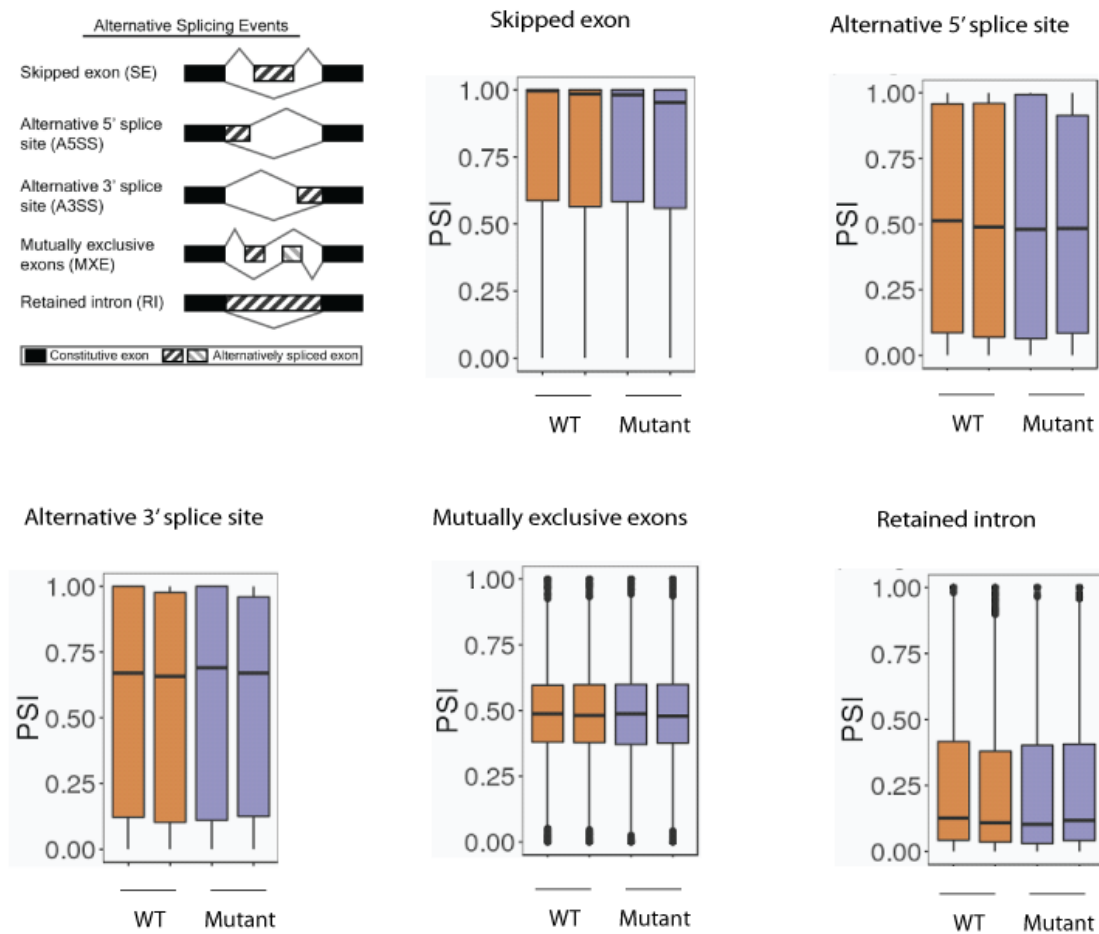 Alternative Splicing Events
Skipped exon (SE)
Alternative 5' splice
site (A5SS)
Alternative 3' splice
site (A3SS)
Mutually exclusive
exons (MXE)
Retained intron (RI)
Constitutive exon
Alternatively spliced exon
Skipped exon
PSI
1.00
0.75
0.50
0.25
0.00
WT
Mutant
Alternative 5' splice site
PSI
1.00
0.75
0.50
0.25
0.00
WT
Mutant
Alternative 3' splice site
PSI
1.00
0.75
0.50
0.25
0.00
WT
Mutant
Mutually exclusive exons
PSI
1.00
0.75
0.50
0.25
0.00
WT
Mutant
Retained intron
PSI
1.00
0.75
0.50
0.25
0.00
WT
Mutant